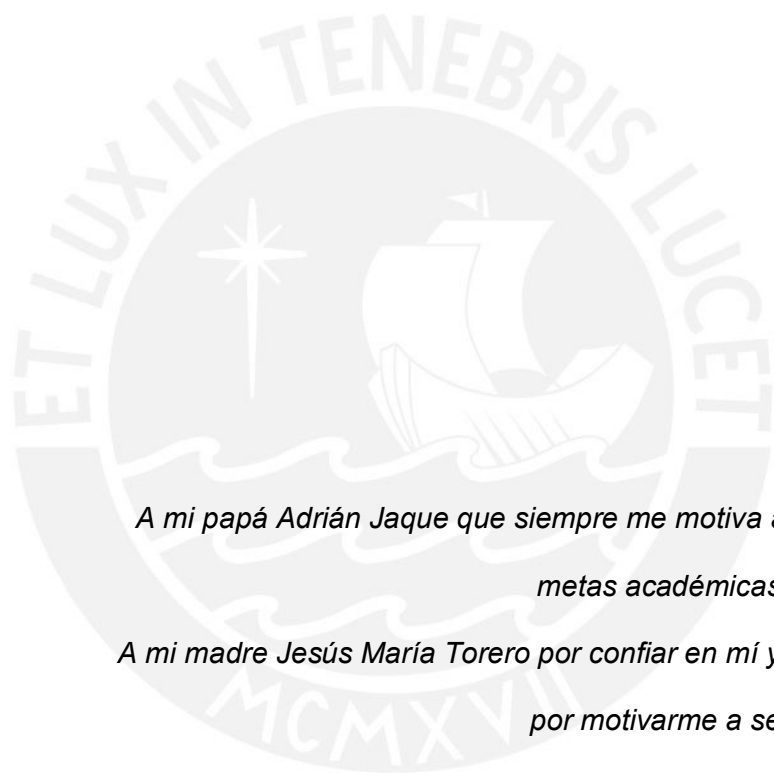 ET LUX IN TENEBRIS LUCET
A mi papá Adrián Jaque que siempre me motiva
metas académicas
A mi madre Jesús María Torero por confiar en mí y
por motivarme a
MCMXVII